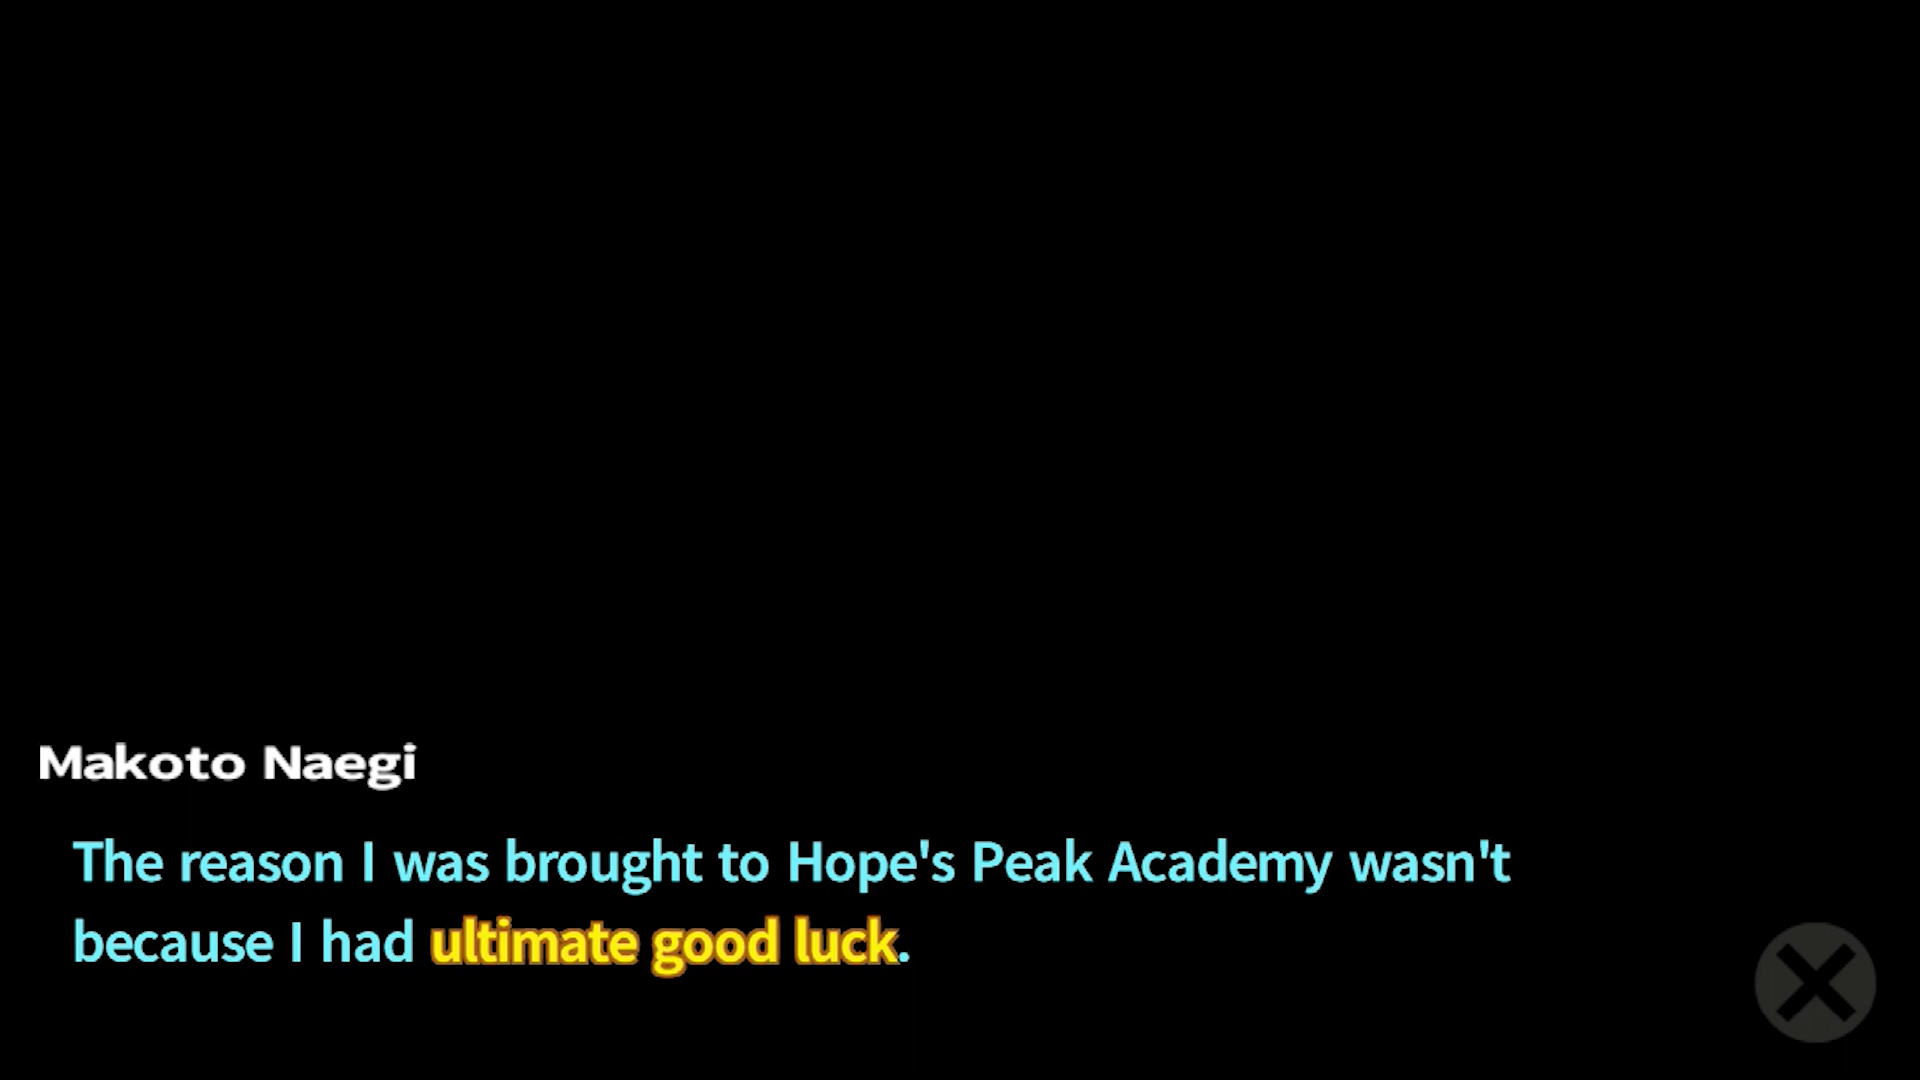 Makoto Naegi
The reason I was brought to Hope's Peak Academy wasn't
because I had ultimate good luck.